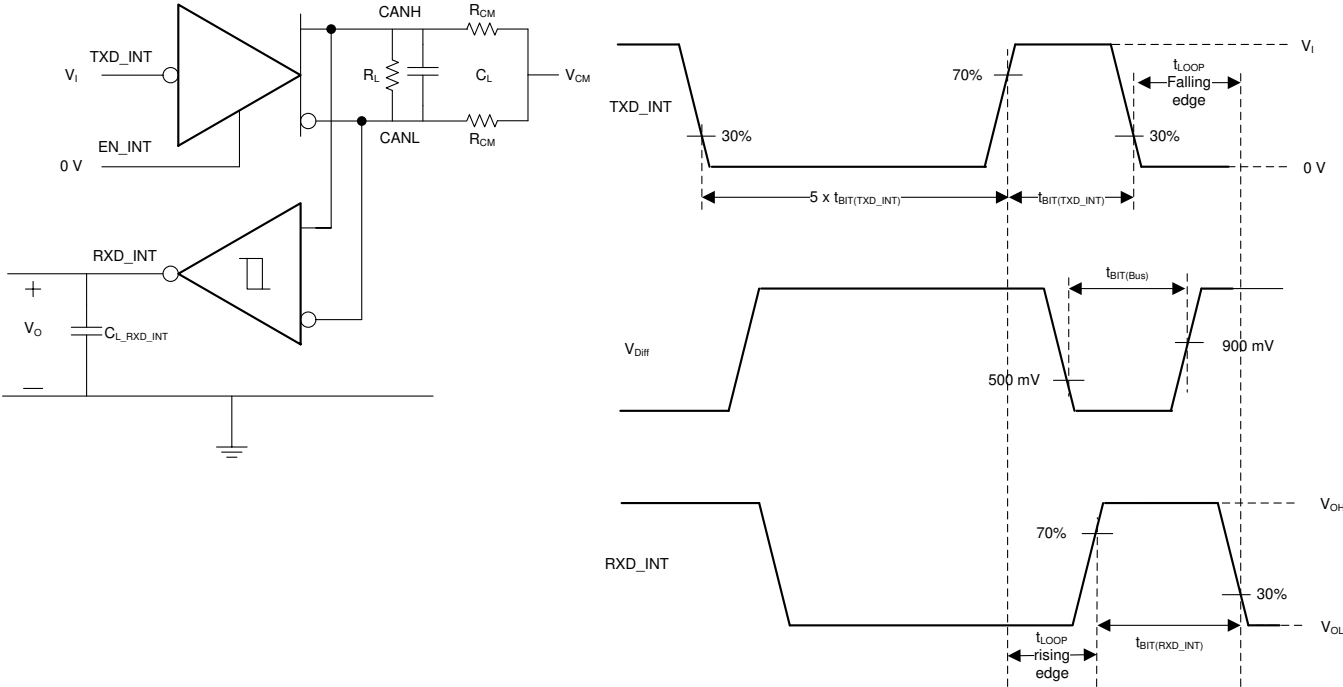 CANH
R_CM
TXD_INT
V_I
R_L
C_L
V_CM
EN_INT
CANL
R_CM
0 V
RXD_INT
+
V_O
C_L_RXD_INT
—
V_I
70%
t_LOOP
Falling
edge
TXD_INT
30%
30%
0 V
5 x t_BIT(TXD_INT)
t_BIT(TXD_INT)
t_BIT(Bus)
V_Diff
900 mV
500 mV
V_OH
70%
RXD_INT
30%
V_OL
t_LOOP
rising
edge
t_BIT(RXD_INT)